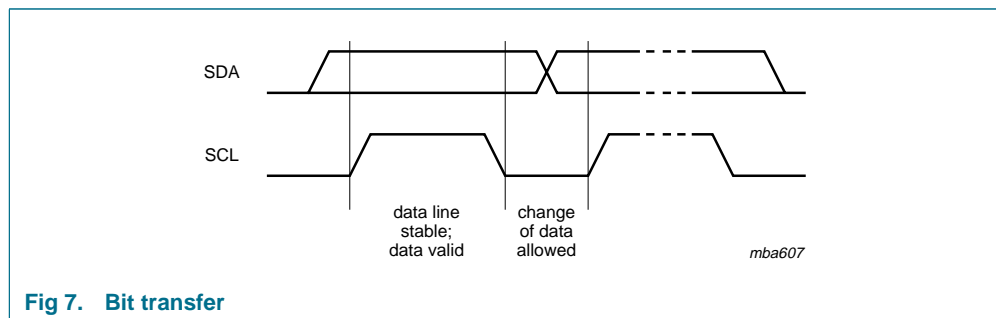 SDA
SCL
data line
stable;
data valid
change
of data
allowed
mba607
Fig 7. Bit transfer